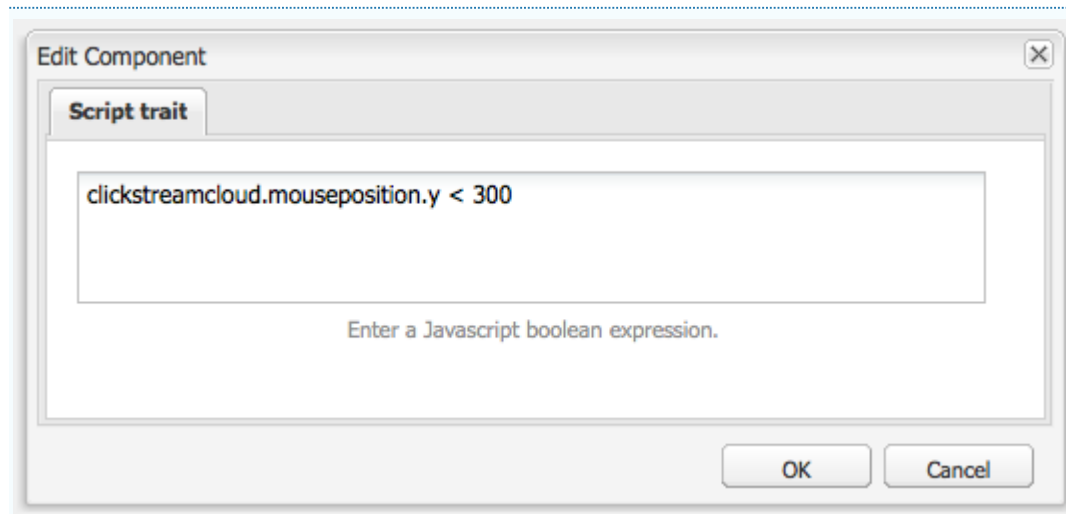 Edit Component
Script trait
clickstreamcloud.mouseposition.y < 300
Enter a Javascript boolean expression.
OK
Cancel